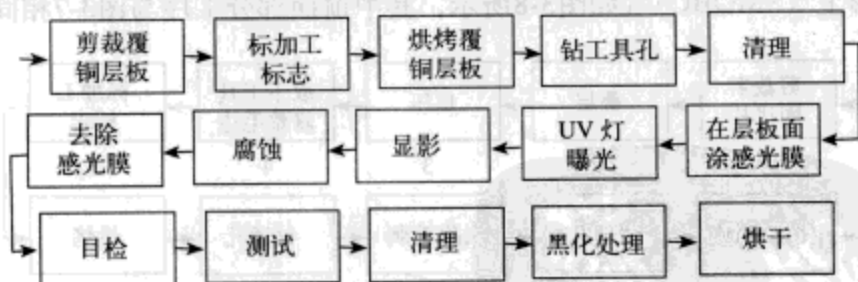 剪裁覆
铜层板
标加工
标志
烘烤覆
铜层板
钻工具孔
清理
在层板面
涂感光膜
UV 灯
曝光
显影
腐蚀
去除
感光膜
目检
测试
清理
黑化处理
烘干